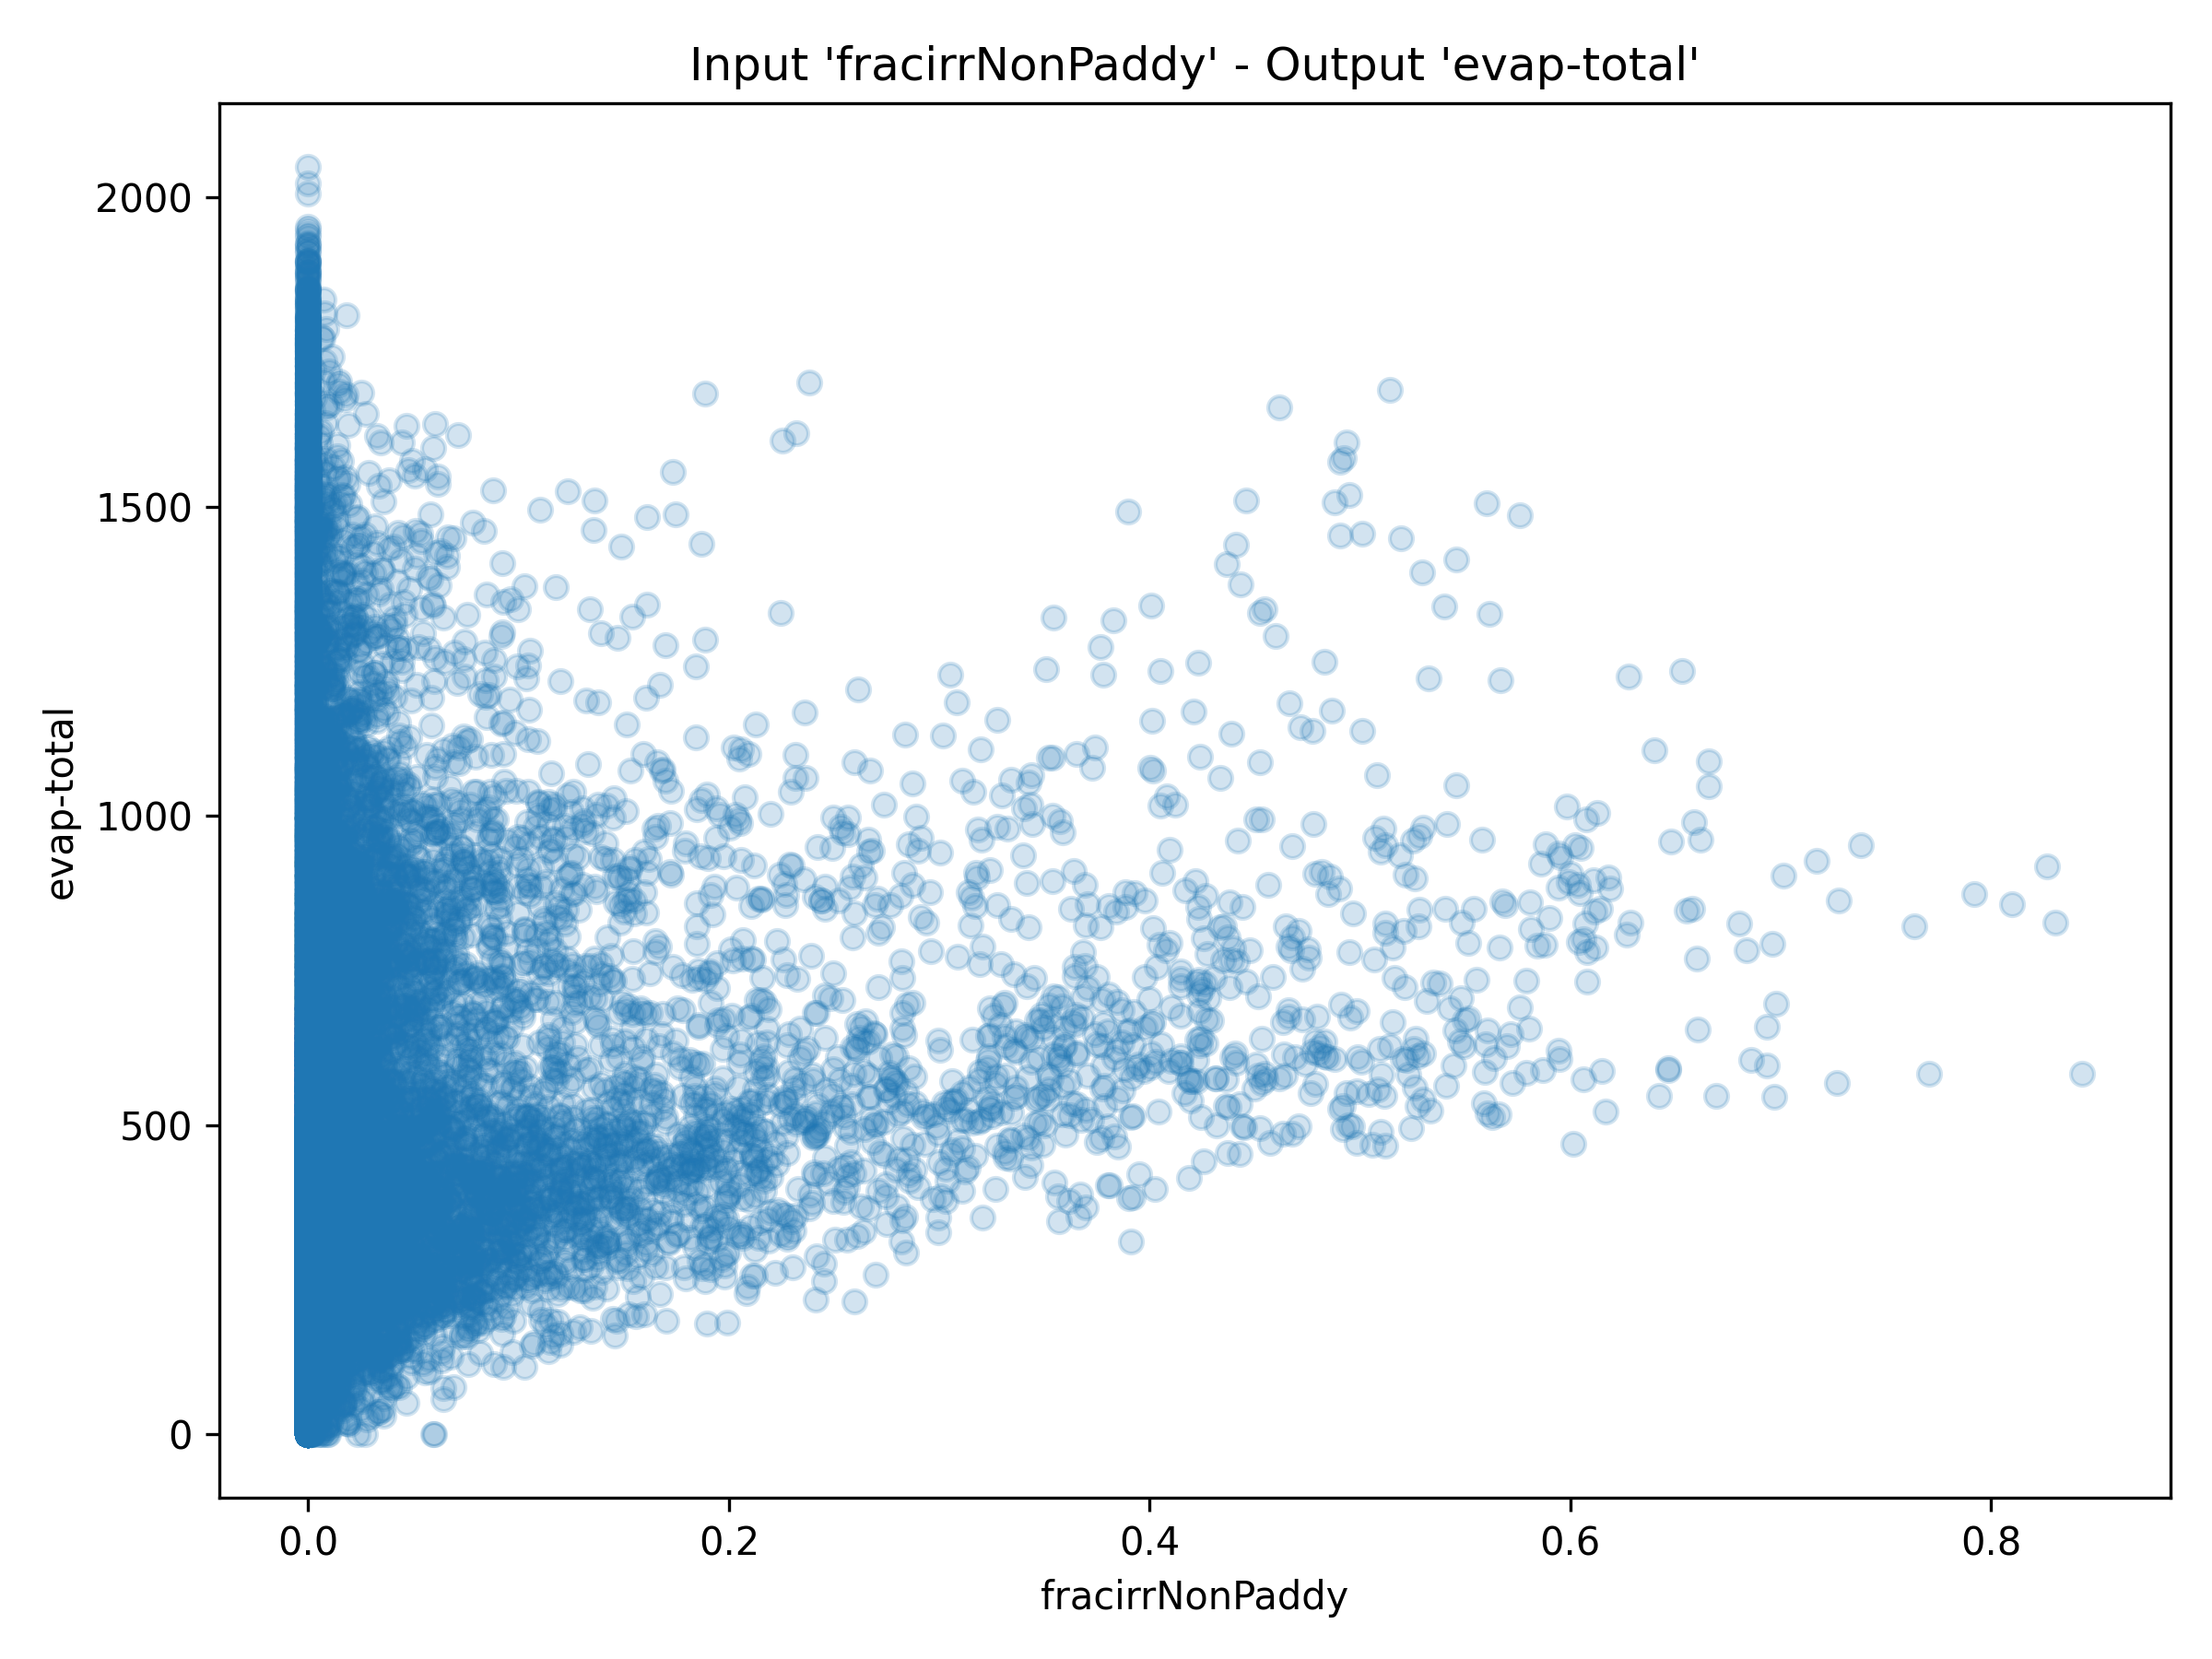 Input 'fracirrNonPaddy' - Output 'evap-total'
2000
1500
1000
500
0
evap-total
0.0 0.2 0.4 0.6 0.8
fracirrNonPaddy